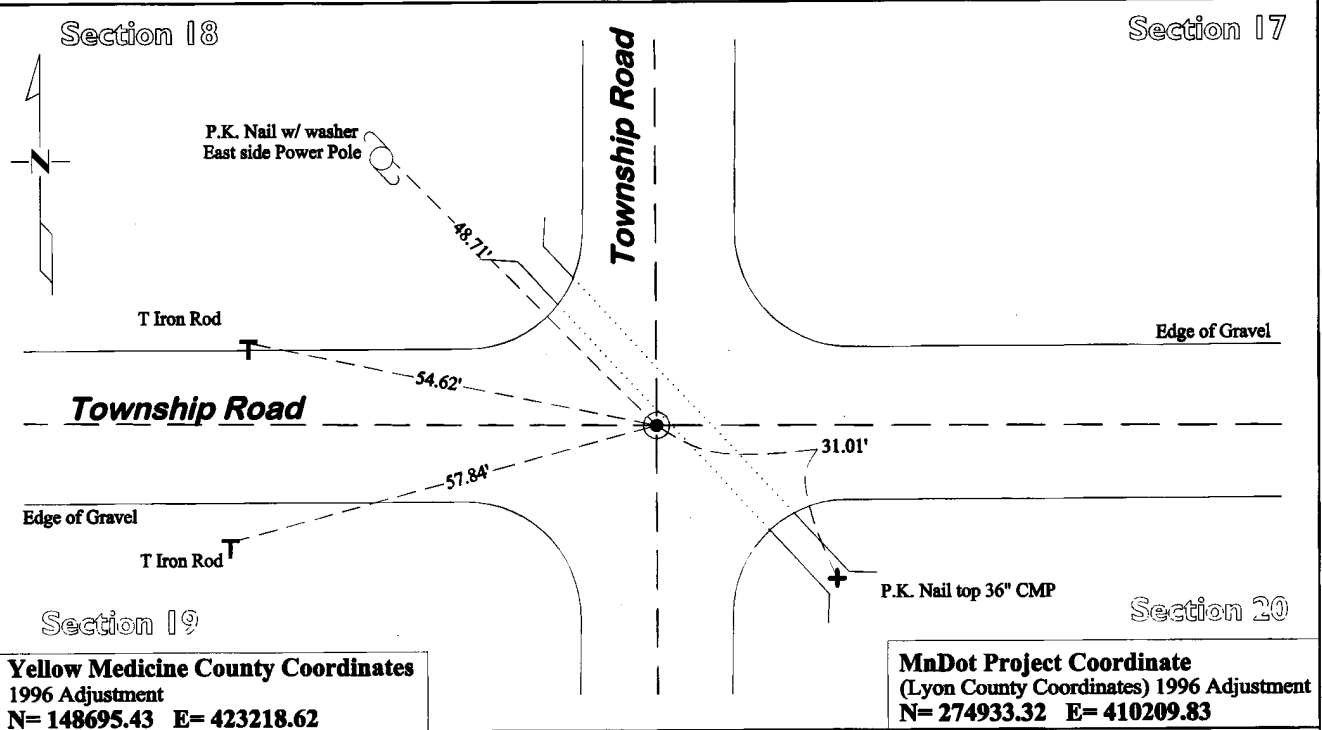 Section 18
Section 17
Township Road
N
P.K. Nail w/ washer
East side Power Pole
48.71'
T Iron Rod
T
Edge of Gravel
54.62'
Township Road
31.01'
57.84'
Edge of Gravel
T Iron Rod
T
P.K. Nail top 36" CMP
Section 19
Section 20
Yellow Medicine County Coordinates
1996 Adjustment
N= 148695.43 E= 423218.62
MnDot Project Coordinate
(Lyon County Coordinates) 1996 Adjustment
N= 274933.32 E= 410209.83